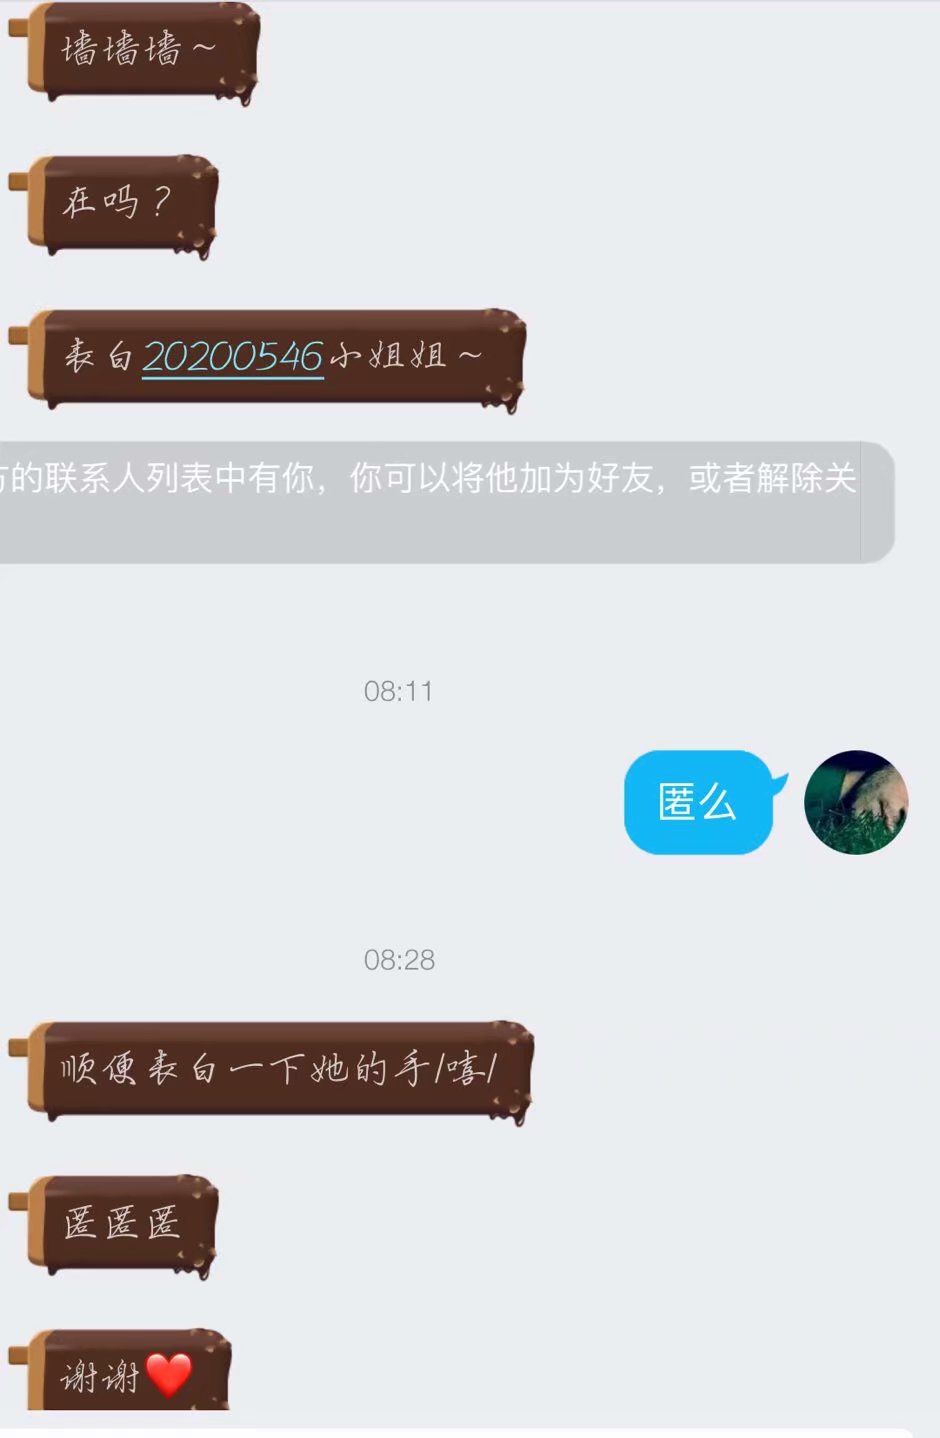 墙墙墙~
在吗？
表白20200546小姐姐~
方的联系人列表中有你，你可以将他加为好友，或者解除关
08:11
匿么
08:28
顺便表白一下她的手/嘻/
匿匿匿
谢谢❤️